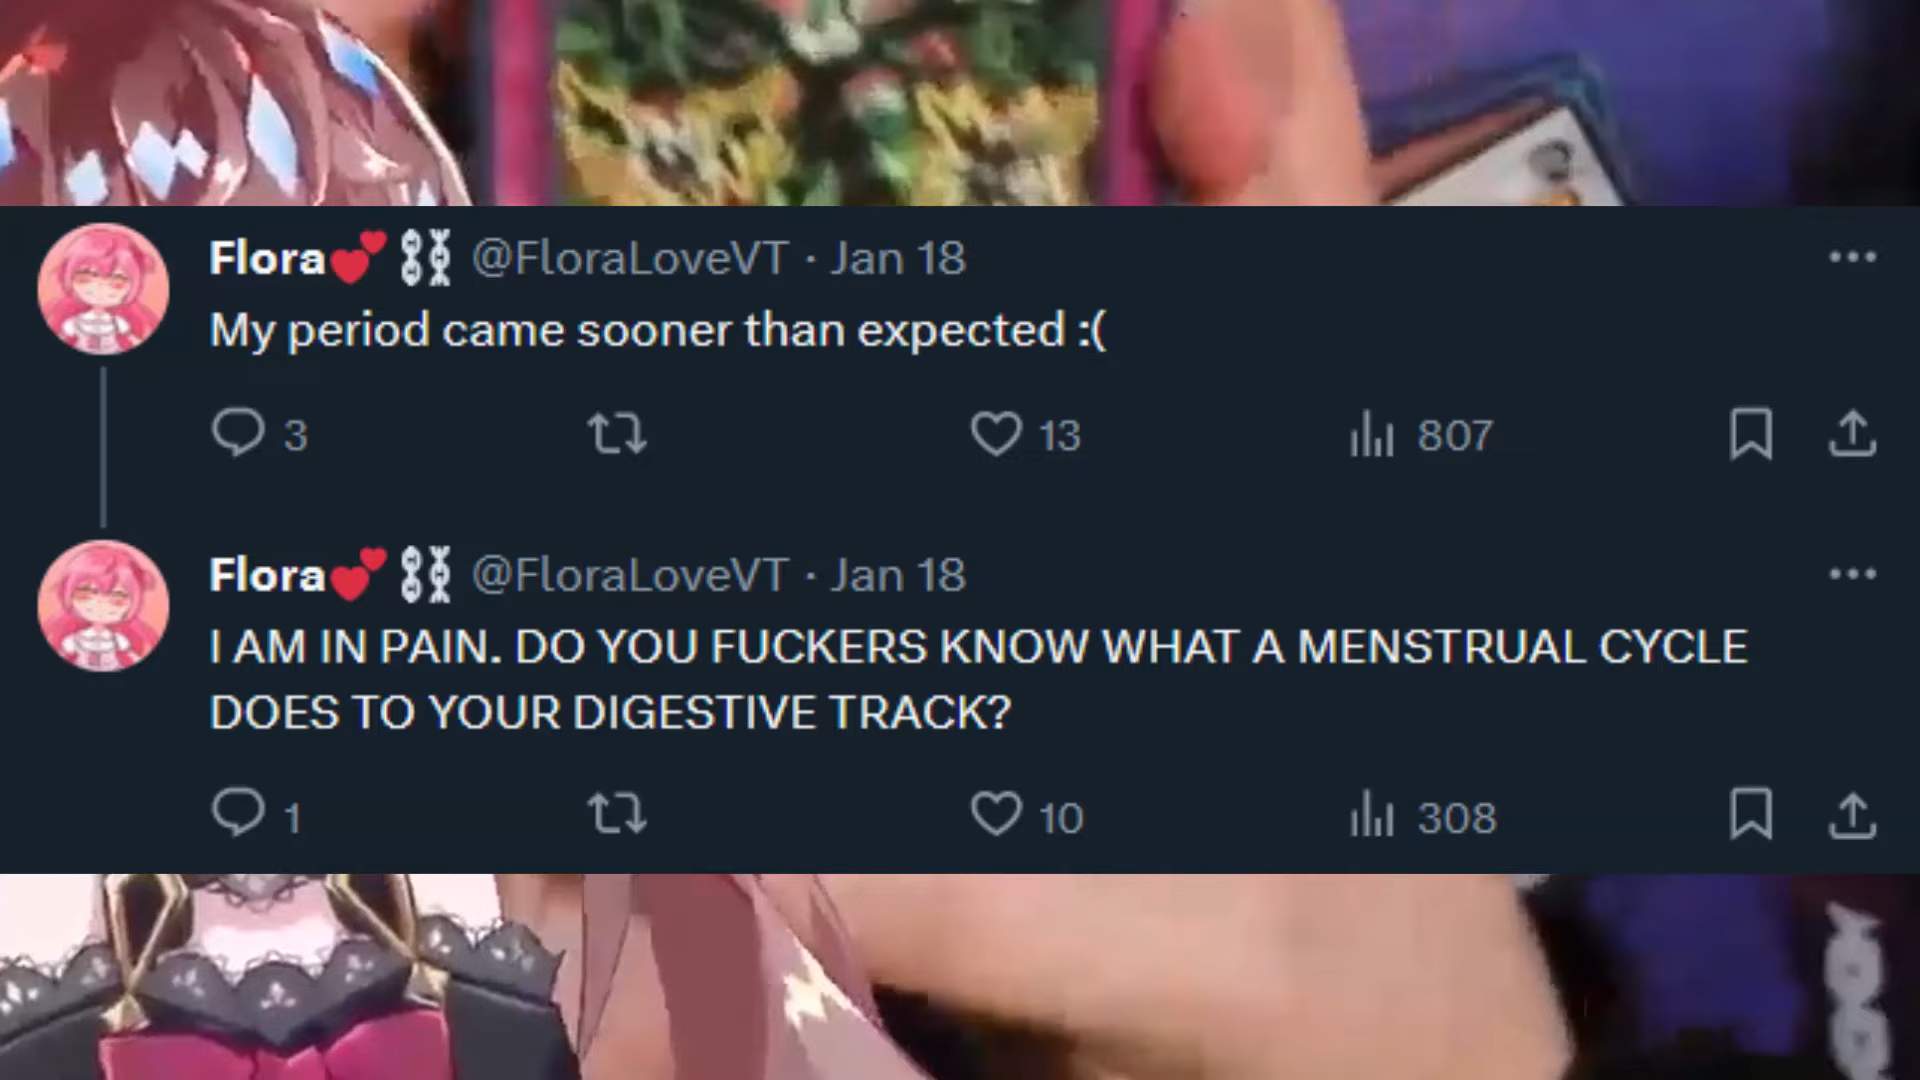 Flora💕⛓⛓ @FloraLoveVT · Jan 18
My period came sooner than expected :(
3 13 807
Flora💕⛓⛓ @FloraLoveVT · Jan 18
I AM IN PAIN. DO YOU FUCKERS KNOW WHAT A MENSTRUAL CYCLE
DOES TO YOUR DIGESTIVE TRACK?
1 10 308